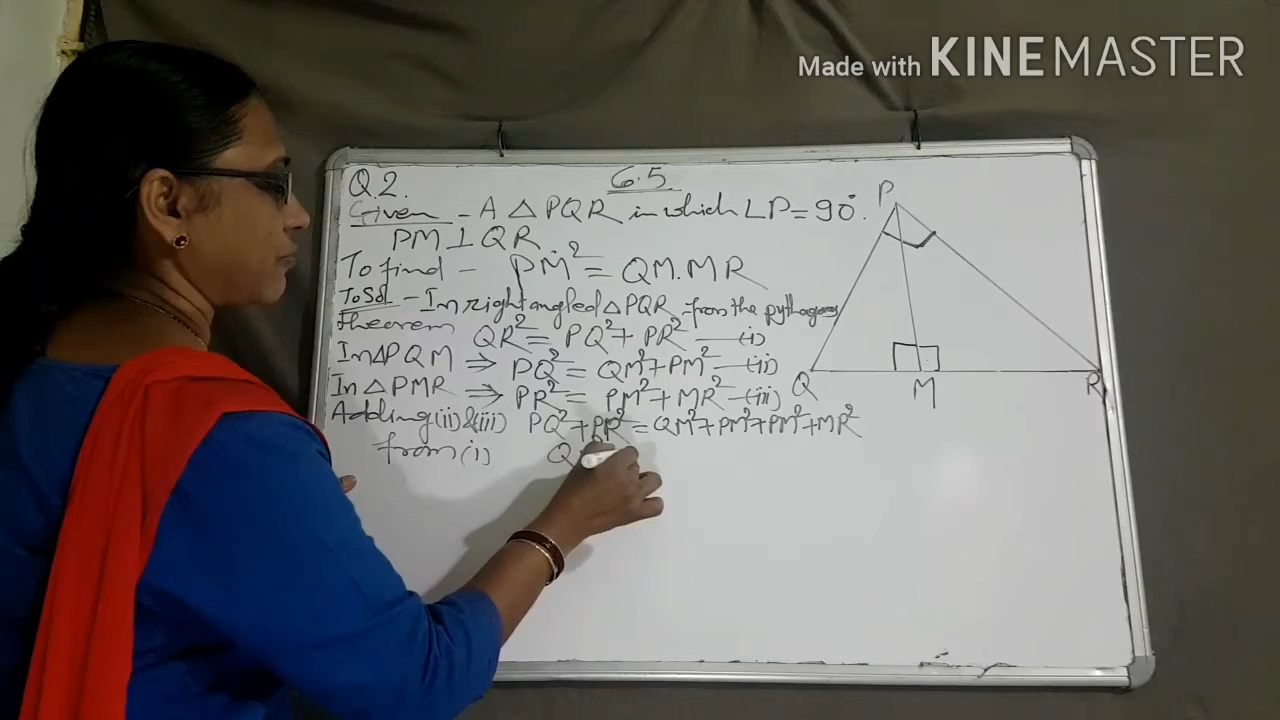 Made with KINEMASTER
Q.2. 6.5
Given - A △ PQR in which ∠P = 90°.
PM ⊥ QR.
To find - PM² = QM.MR
To Sol - In right angled △PQR from the pythagoras
theorem QR² = PQ² + PR² —(i)
In △PQM ⇒ PQ² = QM² + PM² —(ii)
In △PMR ⇒ PR² = PM² + MR² —(iii)
Adding (ii) & (iii) PQ² + PR² = QM² + PM² + PM² + MR²
from (i) Q
P
Q M R